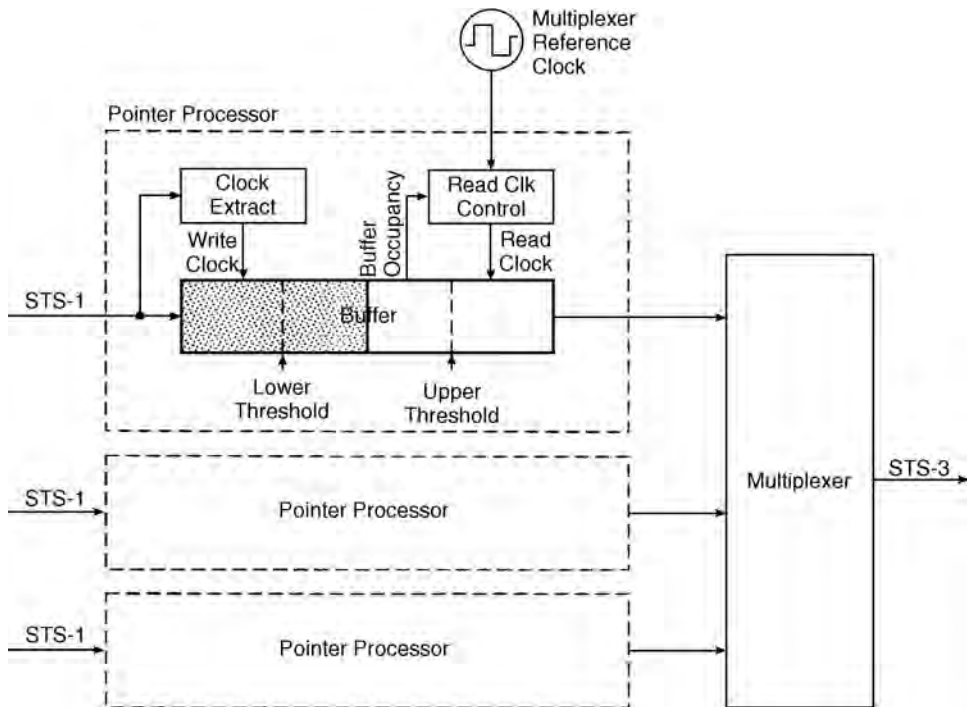 Multiplexer
Reference
Clock
Pointer Processor
Clock
Extract
Buffer
Occupancy
Read Clk
Control
Write
Clock
Read
Clock
STS-1
Buffer
Lower
Threshold
Upper
Threshold
STS-1
Pointer Processor
Multiplexer
STS-3
STS-1
Pointer Processor